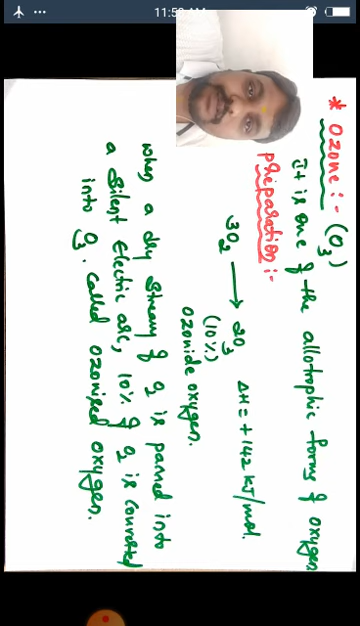 11:5
* Ozone :- (O3)
It is one of the allotrophic forms of oxygen
Preparation :-
3O2 → 2O3 ΔH = +142 kJ/mol.
(10%)
Ozonide oxygen.
When a dry stream of O2 is passed into
a silent Electric arc, 10% of O2 is converted
into O3. called ozonised oxygen.